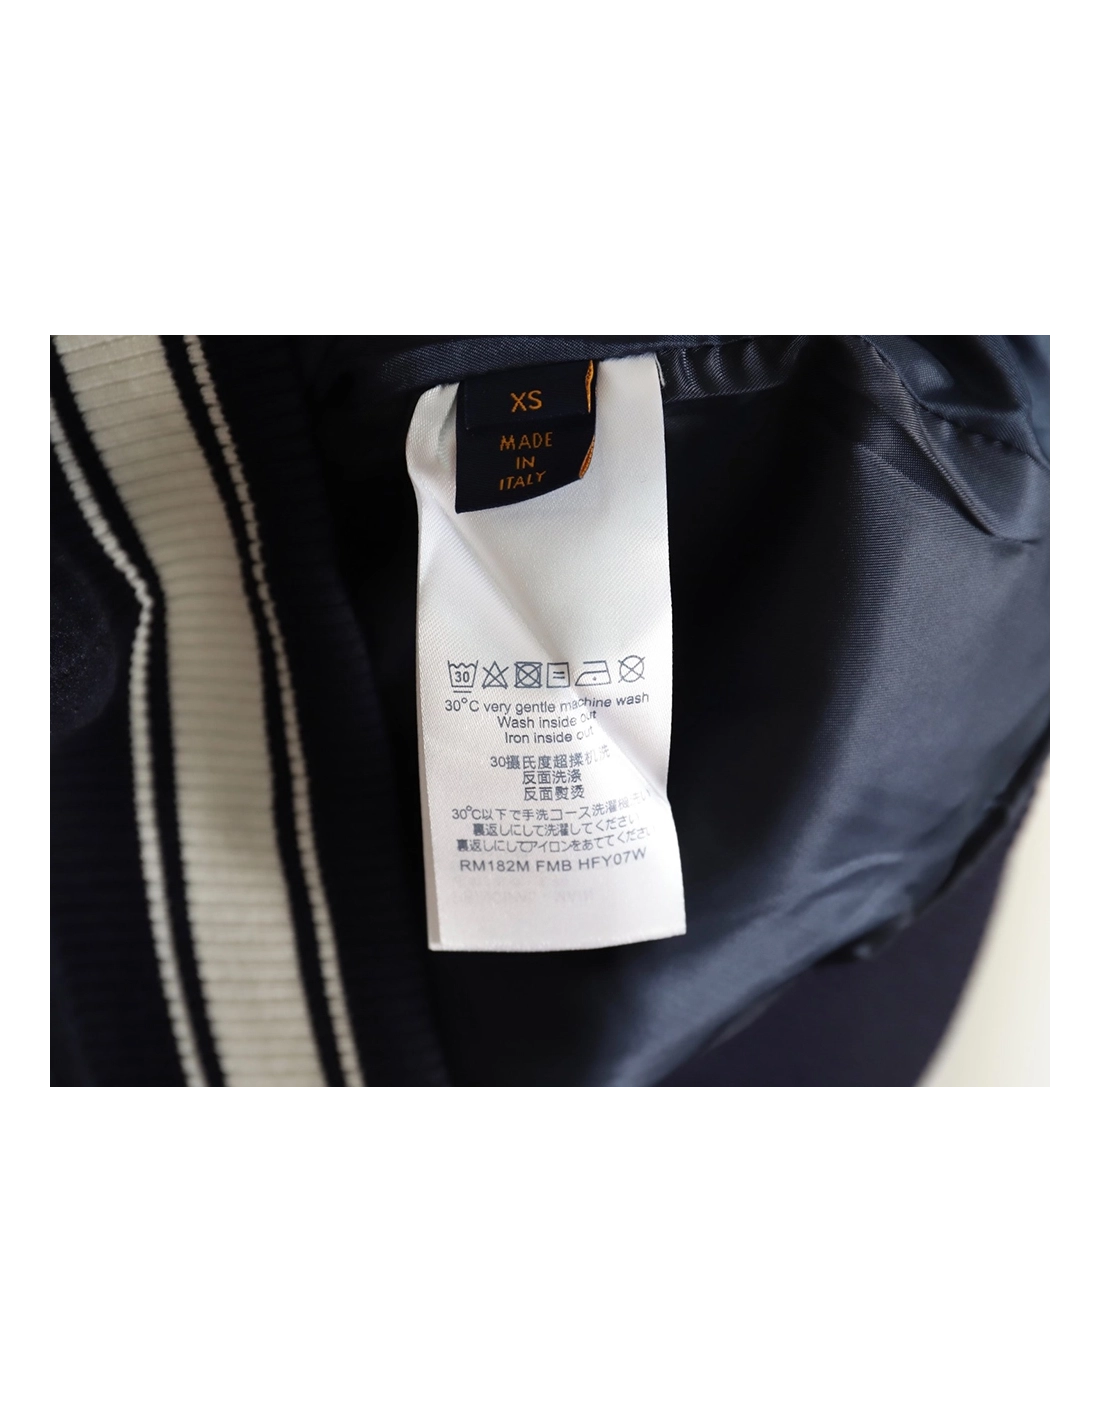 XS
MADE
IN
ITALY
30
30°C very gentle machine wash
Wash inside out
Iron inside out
30摄氏度超揉机洗
反面洗涤
反面熨烫
30°C以下で手洗コース洗濯機洗い
裏返しにして洗濯してください
裏返しにしてアイロンをあててくださ
RM182M FMB HFY07W